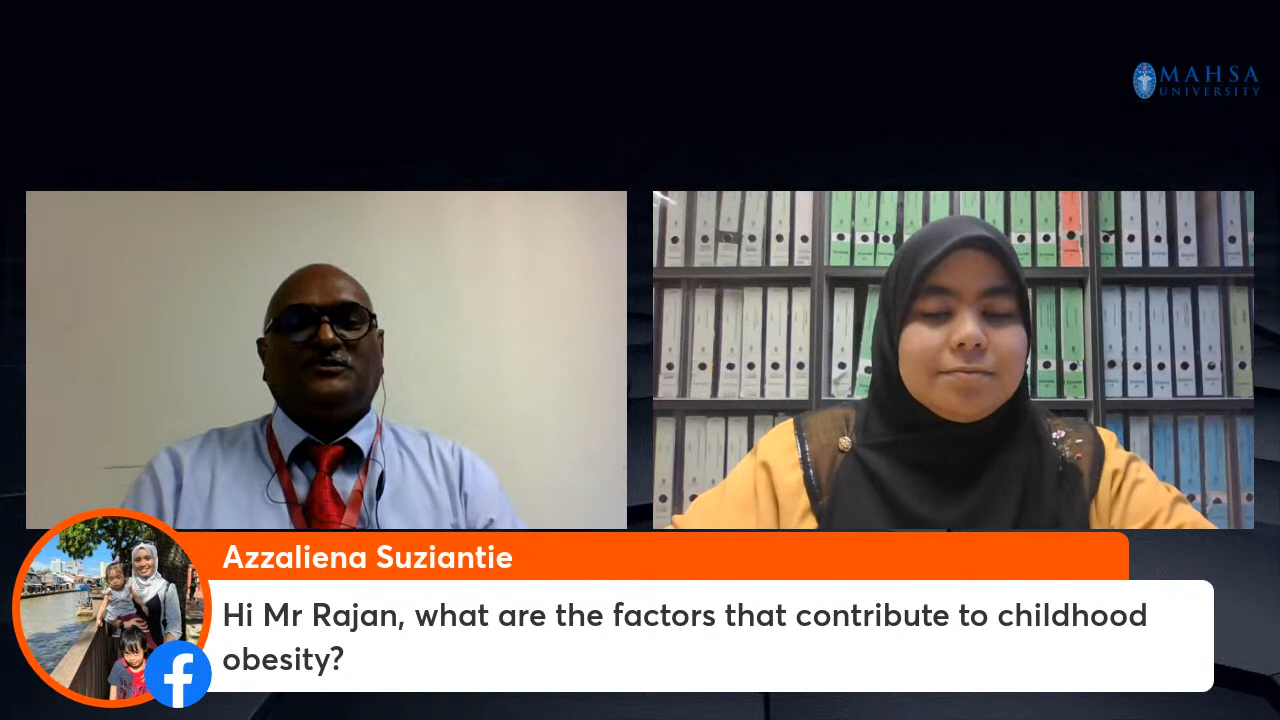 MAHSA
UNIVERSITY
Azzaliena Suziantie
Hi Mr Rajan, what are the factors that contribute to childhood
obesity?